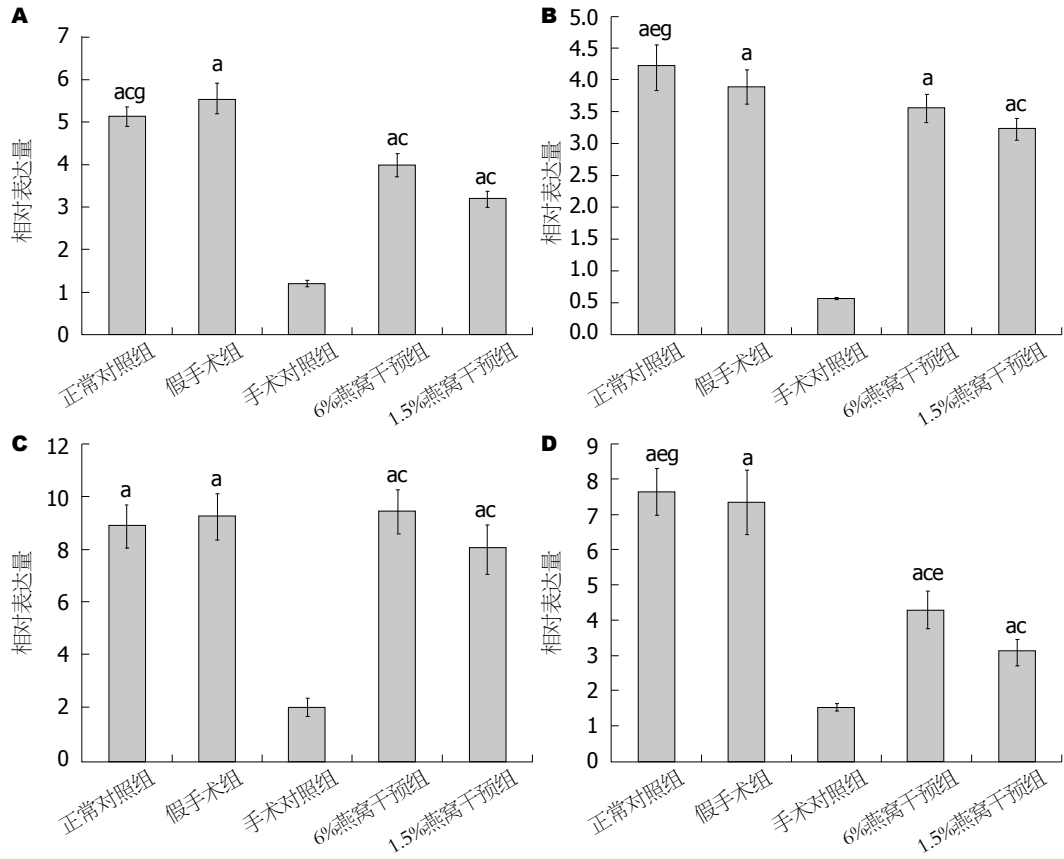 A
相对表达量
7
6
5
4
3
2
1
0
acg
a
ac
ac
正常对照组
假手术组
手术对照组
6%燕窝干预组
1.5%燕窝干预组
B
相对表达量
5.0
4.5
4.0
3.5
3.0
2.5
2.0
1.5
1.0
0.5
0.0
aeg
a
a
ac
正常对照组
假手术组
手术对照组
6%燕窝干预组
1.5%燕窝干预组
C
相对表达量
12
10
8
6
4
2
0
a
a
ac
ac
正常对照组
假手术组
手术对照组
6%燕窝干预组
1.5%燕窝干预组
D
相对表达量
9
8
7
6
5
4
3
2
1
0
aeg
a
ace
ac
正常对照组
假手术组
手术对照组
6%燕窝干预组
1.5%燕窝干预组